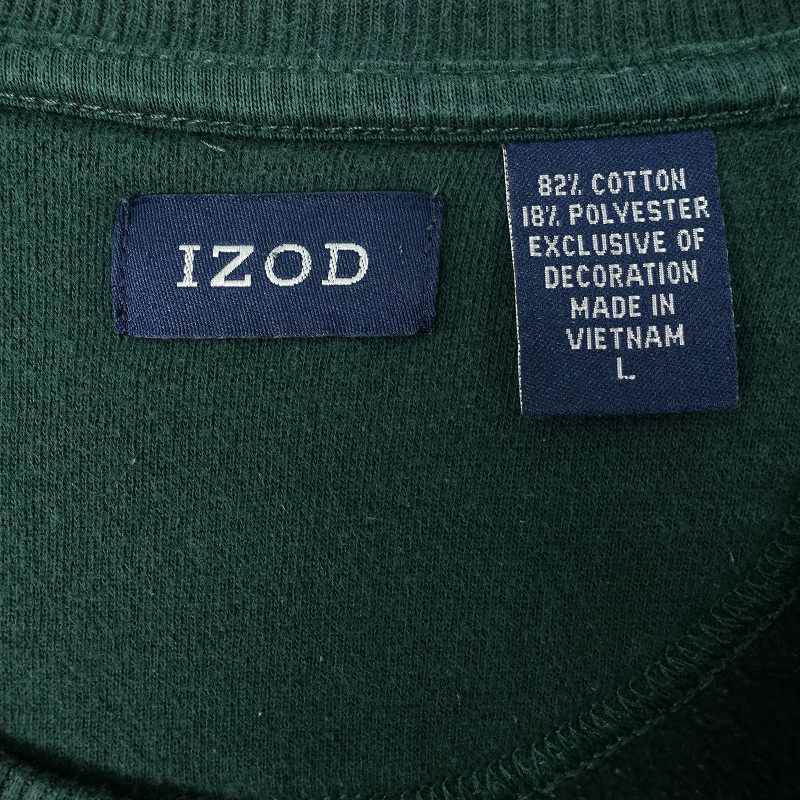 IZOD
82% COTTON
18% POLYESTER
EXCLUSIVE OF
DECORATION
MADE IN
VIETNAM
L